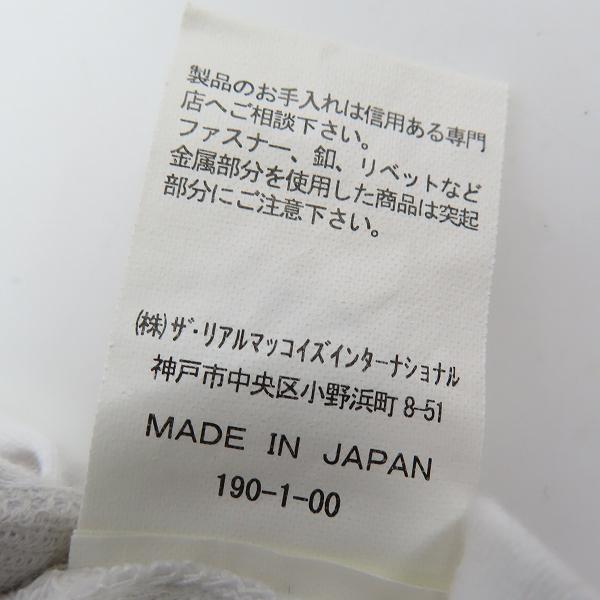 製品のお手入れは信用ある専門
店へご相談下さい。
ファスナー、釦、リベットなど
金属部分を使用した商品は突起
部分にご注意下さい。
(株)ザ・リアルマッコイズインターナショナル
神戸市中央区小野浜町 8-51
MADE IN JAPAN
190-1-00